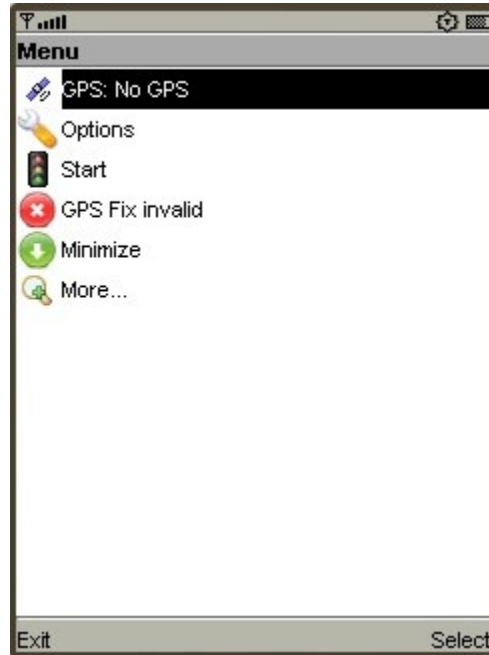 Menu
GPS: No GPS
Options
Start
GPS Fix invalid
Minimize
More...
Exit Select